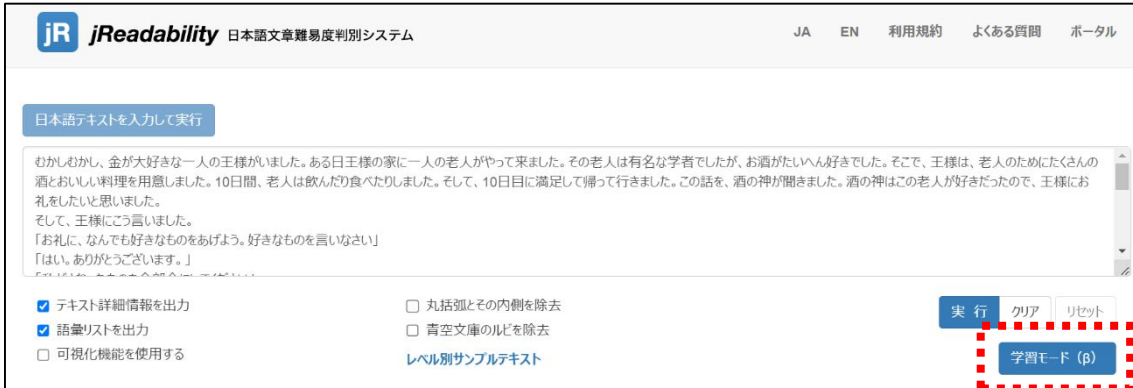 jR jReadability 日本語文章難易度判別システム JA EN 利用規約 よくある質問 ポータル
日本語テキストを入力して実行
むかしむかし、金が大好きな一人の王様がいました。ある日王様の家に一人の老人がやって来ました。その老人は有名な学者でしたが、お酒がたいへん好きでした。そこで、王様は、老人のためにたくさんの
酒とおいしい料理を用意しました。10日間、老人は飲んだり食べたりしました。そして、10日目に満足して帰って行きました。この話を、酒の神が聞きました。酒の神はこの老人が好きだったので、王様にお
礼をしたいと思いました。
そして、王様にこう言いました。
「お礼に、なんでも好きなものをあげよう。好きなものを言いなさい」
「はい。ありがとうございます。」
テキスト詳細情報を出力 丸括弧とその内側を除去 実行 クリア リセット
語彙リストを出力 青空文庫のルビを除去
可視化機能を使用する レベル別サンプルテキスト 学習モード (β)